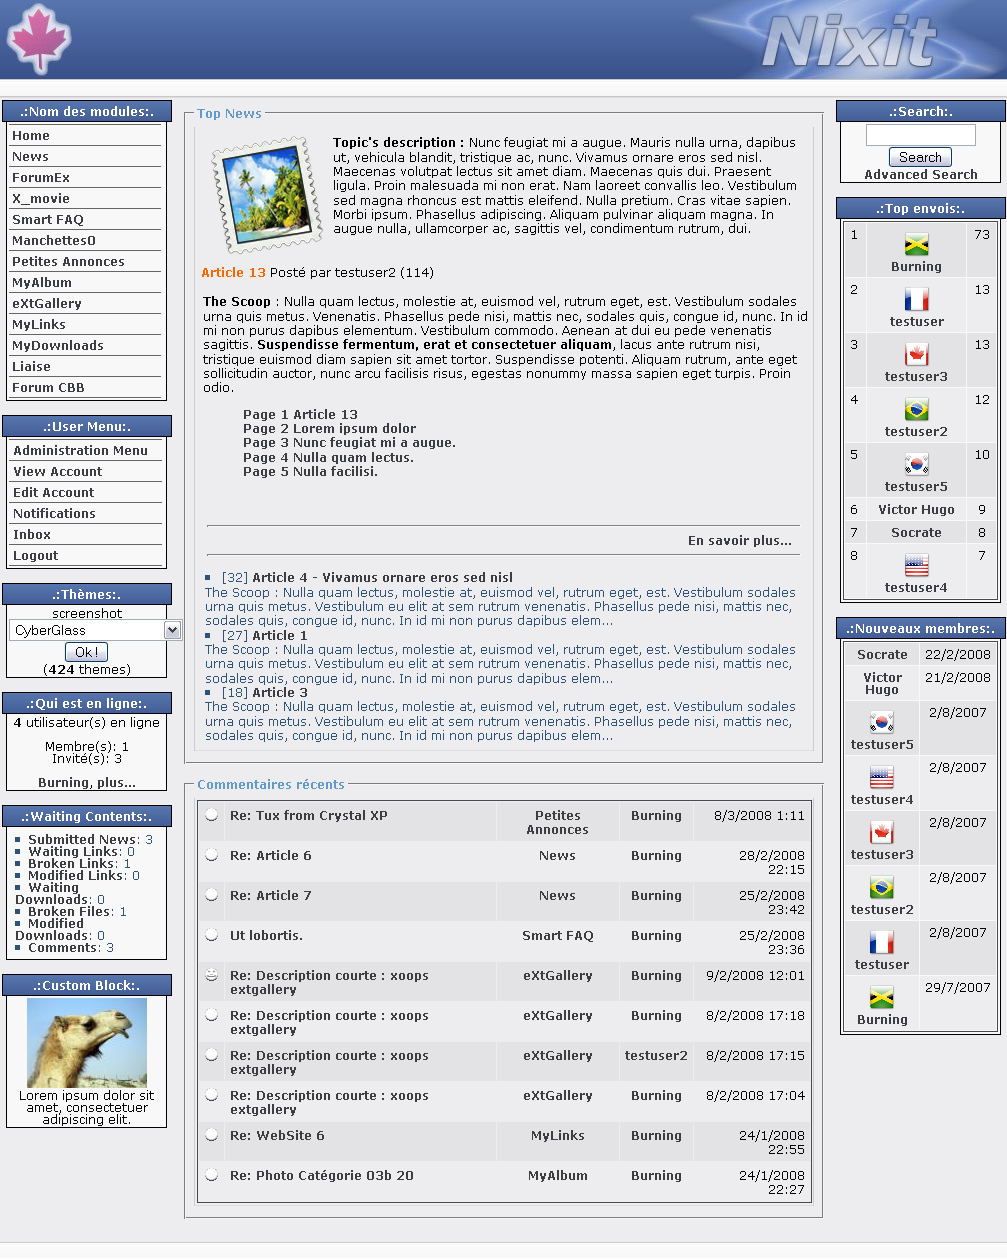 Nixit
.:Nom des modules:.
Home
News
ForumEx
X_movie
Smart FAQ
Manchettes0
Petites Annonces
MyAlbum
eXtGallery
MyLinks
MyDownloads
Liaise
Forum CBB
.:User Menu:.
Administration Menu
View Account
Edit Account
Notifications
Inbox
Logout
.:Thèmes:.
screenshot
CyberGlass
Ok !
(424 themes)
.:Qui est en ligne:.
4 utilisateur(s) en ligne
Membre(s): 1
Invité(s): 3
Burning, plus...
.:Waiting Contents:.
Submitted News: 3
Waiting Links: 0
Broken Links: 1
Modified Links: 0
Waiting
Downloads: 0
Broken Files: 1
Modified
Downloads: 0
Comments: 3
.:Custom Block:.
Lorem ipsum dolor sit
amet, consectetuer
adipiscing elit.
Top News
Topic's description : Nunc feugiat mi a augue. Mauris nulla urna, dapibus
ut, vehicula blandit, tristique ac, nunc. Vivamus ornare eros sed nisl.
Maecenas volutpat lectus sit amet diam. Maecenas quis dui. Praesent
ligula. Proin malesuada mi non erat. Nam laoreet convallis leo. Vestibulum
sed magna rhoncus est mattis eleifend. Nulla pretium. Cras vitae sapien.
Morbi ipsum. Phasellus adipiscing. Aliquam pulvinar aliquam magna. In
augue nulla, ullamcorper ac, sagittis vel, condimentum rutrum, dui.
Article 13 Posté par testuser2 (114)
The Scoop : Nulla quam lectus, molestie at, euismod vel, rutrum eget, est. Vestibulum sodales
urna quis metus. Venenatis. Phasellus pede nisi, mattis nec, sodales quis, congue id, nunc. In id
mi non purus dapibus elementum. Vestibulum commodo. Aenean at dui eu pede venenatis
sagittis. Suspendisse fermentum, erat et consectetuer aliquam, lacus ante rutrum nisi,
tristique euismod diam sapien sit amet tortor. Suspendisse potenti. Aliquam rutrum, ante eget
sollicitudin auctor, nunc arcu facilisis risus, egestas nonummy massa sapien eget turpis. Proin
odio.
Page 1 Article 13
Page 2 Lorem ipsum dolor
Page 3 Nunc feugiat mi a augue.
Page 4 Nulla quam lectus.
Page 5 Nulla facilisi.
En savoir plus...
[32] Article 4 - Vivamus ornare eros sed nisl
The Scoop : Nulla quam lectus, molestie at, euismod vel, rutrum eget, est. Vestibulum sodales
urna quis metus. Vestibulum eu elit at sem rutrum venenatis. Phasellus pede nisi, mattis nec,
sodales quis, congue id, nunc. In id mi non purus dapibus elem...
[27] Article 1
The Scoop : Nulla quam lectus, molestie at, euismod vel, rutrum eget, est. Vestibulum sodales
urna quis metus. Vestibulum eu elit at sem rutrum venenatis. Phasellus pede nisi, mattis nec,
sodales quis, congue id, nunc. In id mi non purus dapibus elem...
[18] Article 3
The Scoop : Nulla quam lectus, molestie at, euismod vel, rutrum eget, est. Vestibulum sodales
urna quis metus. Vestibulum eu elit at sem rutrum venenatis. Phasellus pede nisi, mattis nec,
sodales quis, congue id, nunc. In id mi non purus dapibus elem...
Commentaires récents
Re: Tux from Crystal XP Petites Burning 8/3/2008 1:11
Annonces
Re: Article 6 News Burning 28/2/2008
22:15
Re: Article 7 News Burning 25/2/2008
23:42
Ut lobortis. Smart FAQ Burning 25/2/2008
23:36
Re: Description courte : xoops eXtGallery Burning 9/2/2008 12:01
extgallery
Re: Description courte : xoops eXtGallery Burning 8/2/2008 17:18
extgallery
Re: Description courte : xoops eXtGallery testuser2 8/2/2008 17:15
extgallery
Re: Description courte : xoops eXtGallery Burning 8/2/2008 17:04
extgallery
Re: WebSite 6 MyLinks Burning 24/1/2008
22:55
Re: Photo Catégorie 03b 20 MyAlbum Burning 24/1/2008
22:27
.:Search:.
Search
Advanced Search
.:Top envois:.
1 73
Burning
2 13
testuser
3 13
testuser3
4 12
testuser2
5 10
testuser5
6 Victor Hugo 9
7 Socrate 8
8 7
testuser4
.:Nouveaux membres:.
Socrate 22/2/2008
Victor 21/2/2008
Hugo
2/8/2007
testuser5
2/8/2007
testuser4
2/8/2007
testuser3
2/8/2007
testuser2
2/8/2007
testuser
29/7/2007
Burning